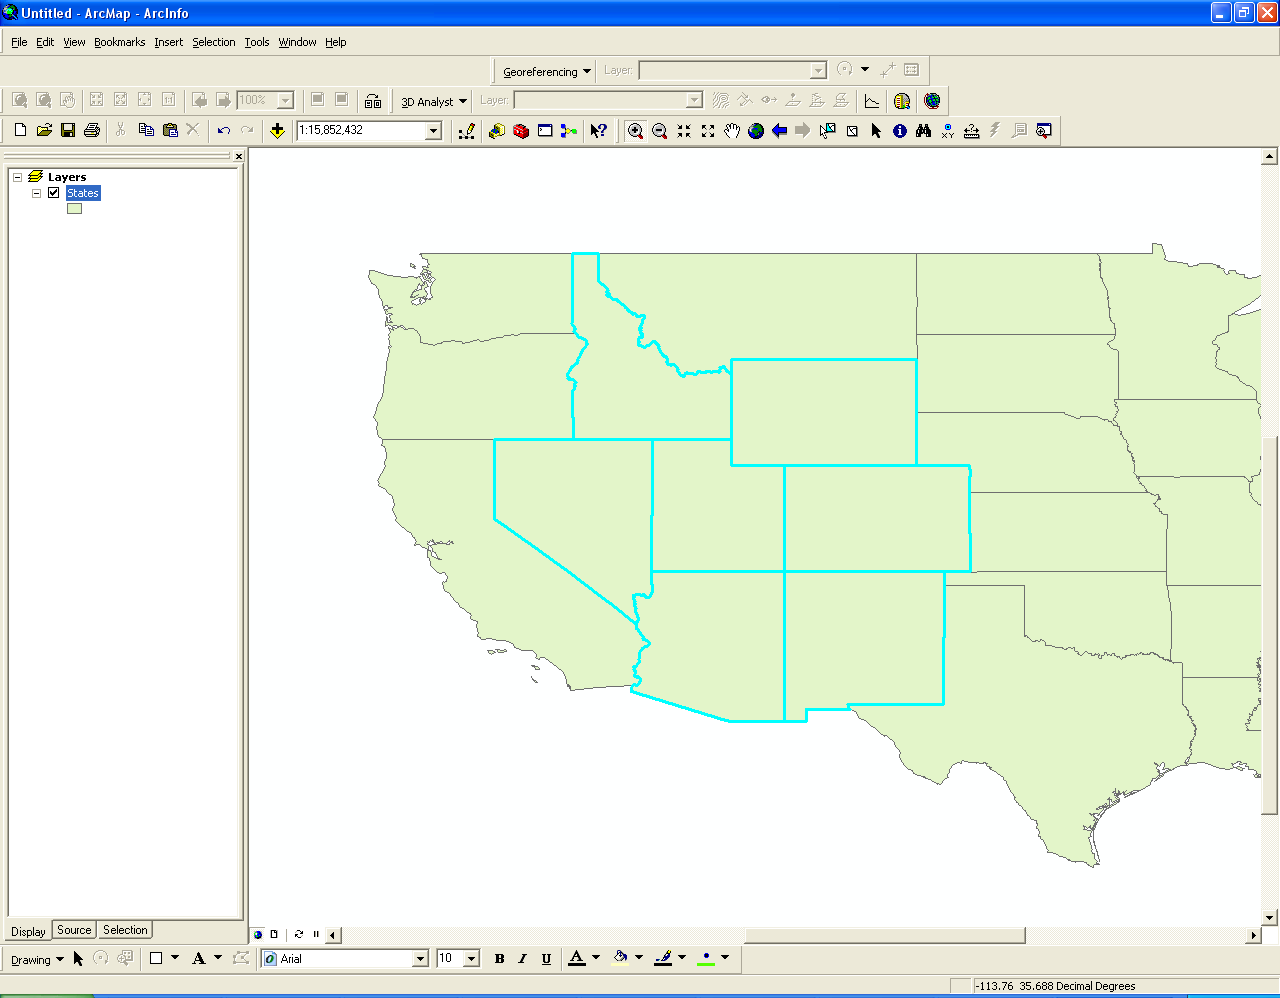 Untitled - ArcMap - ArcInfo
File Edit View Bookmarks Insert Selection Tools Window Help
Georeferencing Layer:
100% 3D Analyst Layer:
1:15,852,432
Layers
States
Display Source Selection
Drawing A Arial 10 B I U A
-113.76 35.688 Decimal Degrees